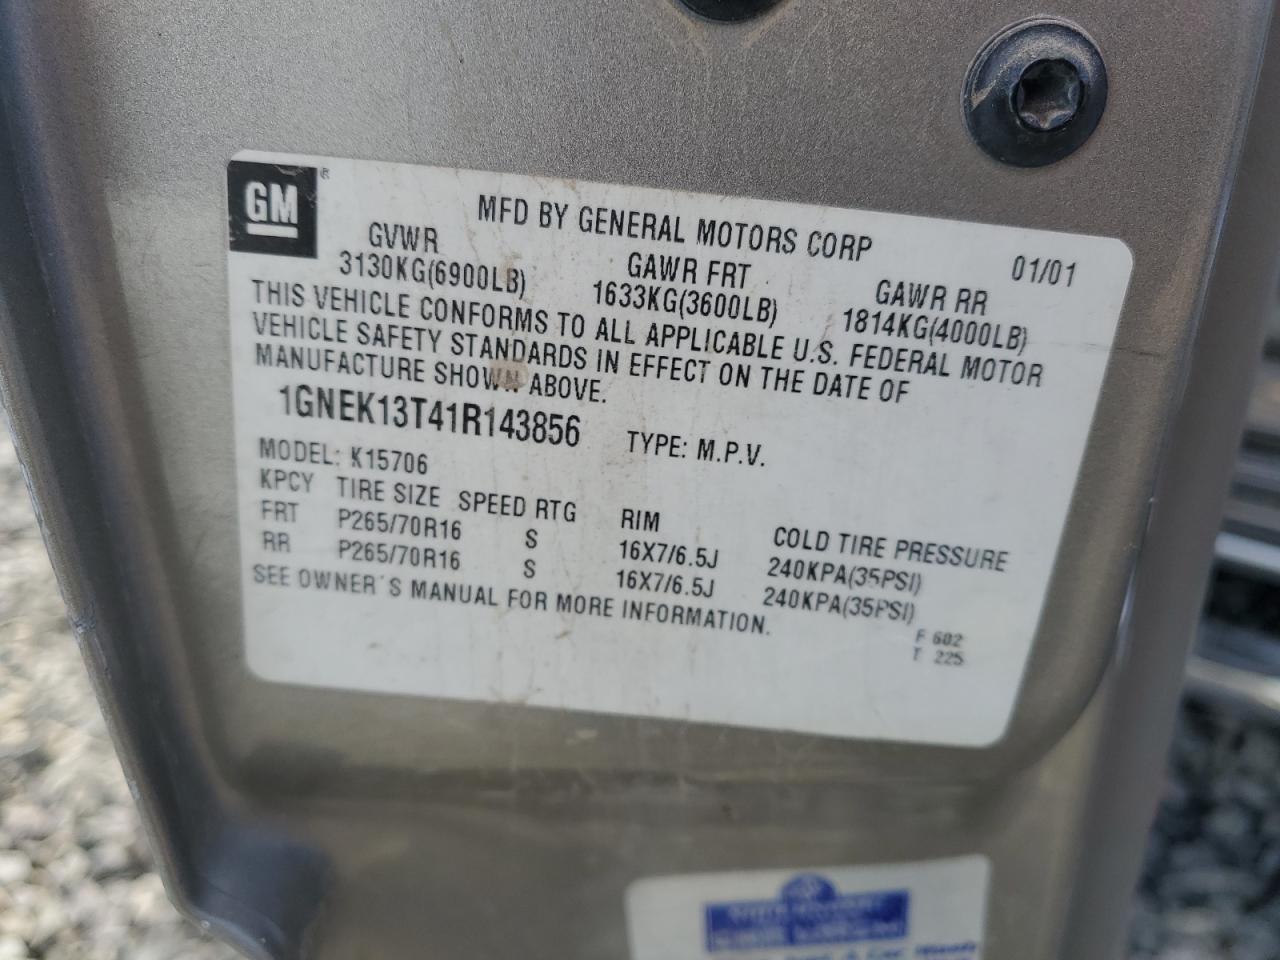 GM ®
MFD BY GENERAL MOTORS CORP
01/01
GVWR GAWR FRT GAWR RR
3130KG(6900LB) 1633KG(3600LB) 1814KG(4000LB)
THIS VEHICLE CONFORMS TO ALL APPLICABLE U.S. FEDERAL MOTOR
VEHICLE SAFETY STANDARDS IN EFFECT ON THE DATE OF
MANUFACTURE SHOWN ABOVE.
1GNEK13T41R143856 TYPE: M.P.V.
MODEL: K15706
KPCY TIRE SIZE SPEED RTG RIM COLD TIRE PRESSURE
FRT P265/70R16 S 16X7/6.5J 240KPA(35PSI)
RR P265/70R16 S 16X7/6.5J 240KPA(35PSI)
SEE OWNER'S MANUAL FOR MORE INFORMATION.
F 602
T 225